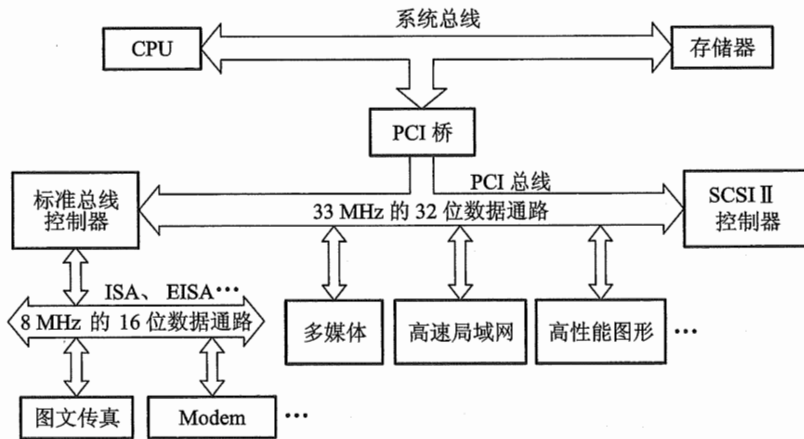 系统总线
CPU
存储器
PCI 桥
PCI 总线
标准总线
控制器
33 MHz 的 32 位数据通路
SCSI Ⅱ
控制器
ISA、 EISA…
8 MHz 的 16 位数据通路
多媒体
高速局域网
高性能图形
…
图文传真
Modem
…